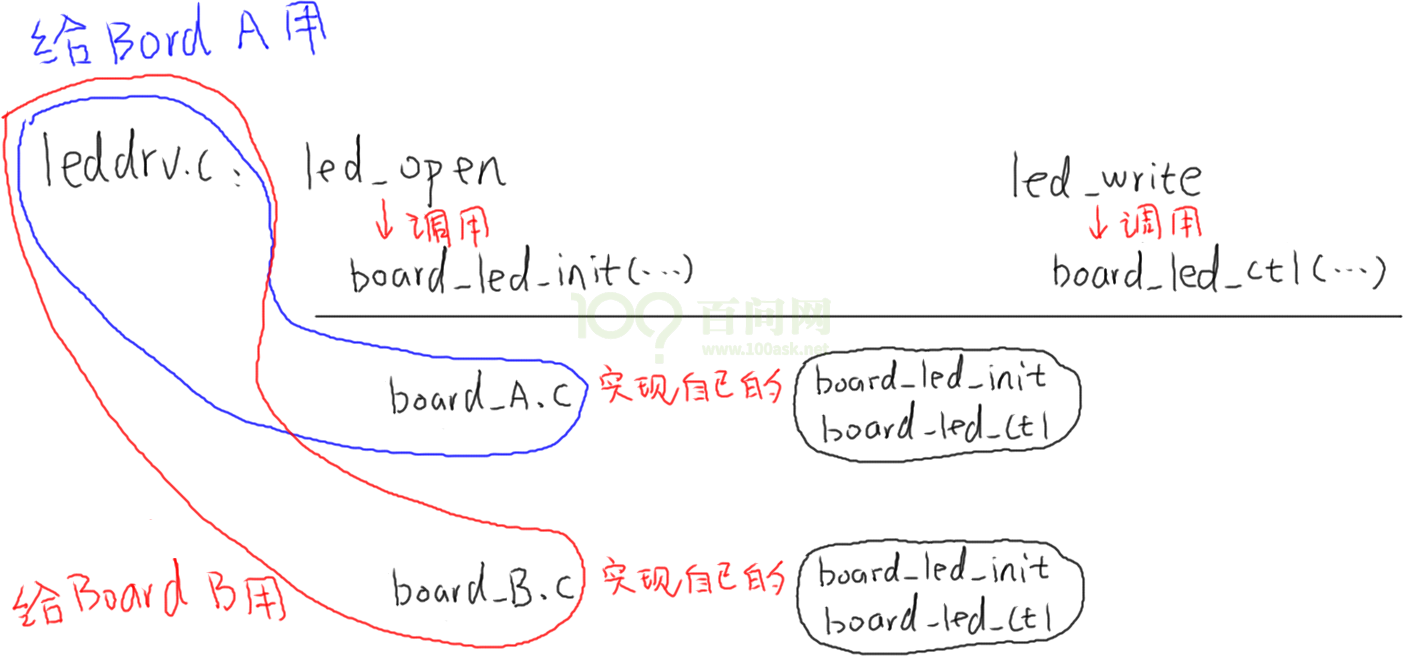 给Bord A用
leddrv.c: led_open led_write
↓调用 ↓调用
board_led_init(...) board_led_ctl(...)
100 百问网
www.100ask.net
board_A.c 实现自己的 board_led_init
board_led_ctl
board_B.c 实现自己的 board_led_init
给Board B用 board_led_ctl